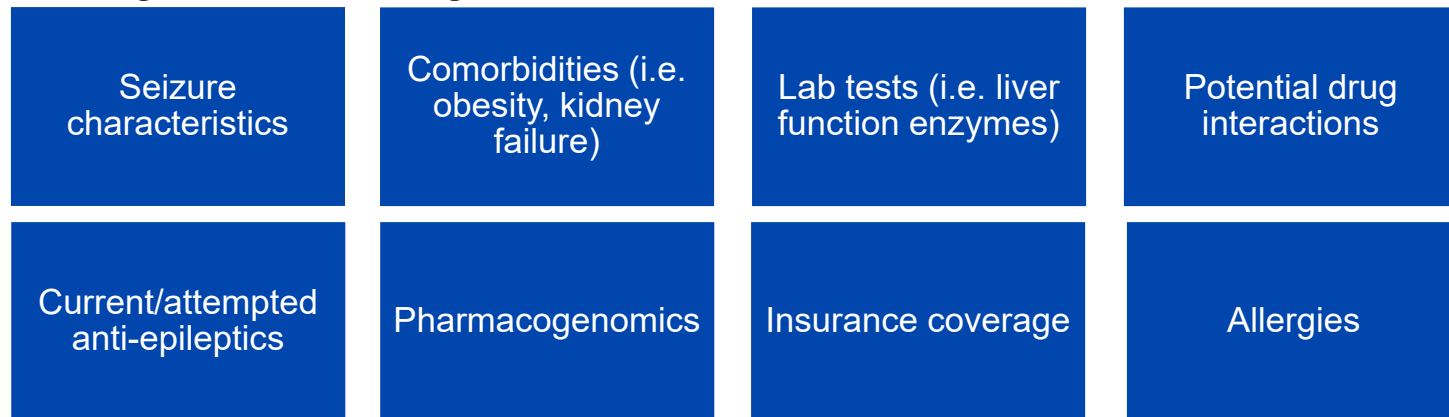 Seizure
characteristics
Comorbidities (i.e.
obesity, kidney
failure)
Lab tests (i.e. liver
function enzymes)
Potential drug
interactions
Current/attempted
anti-epileptics
Pharmacogenomics
Insurance coverage
Allergies